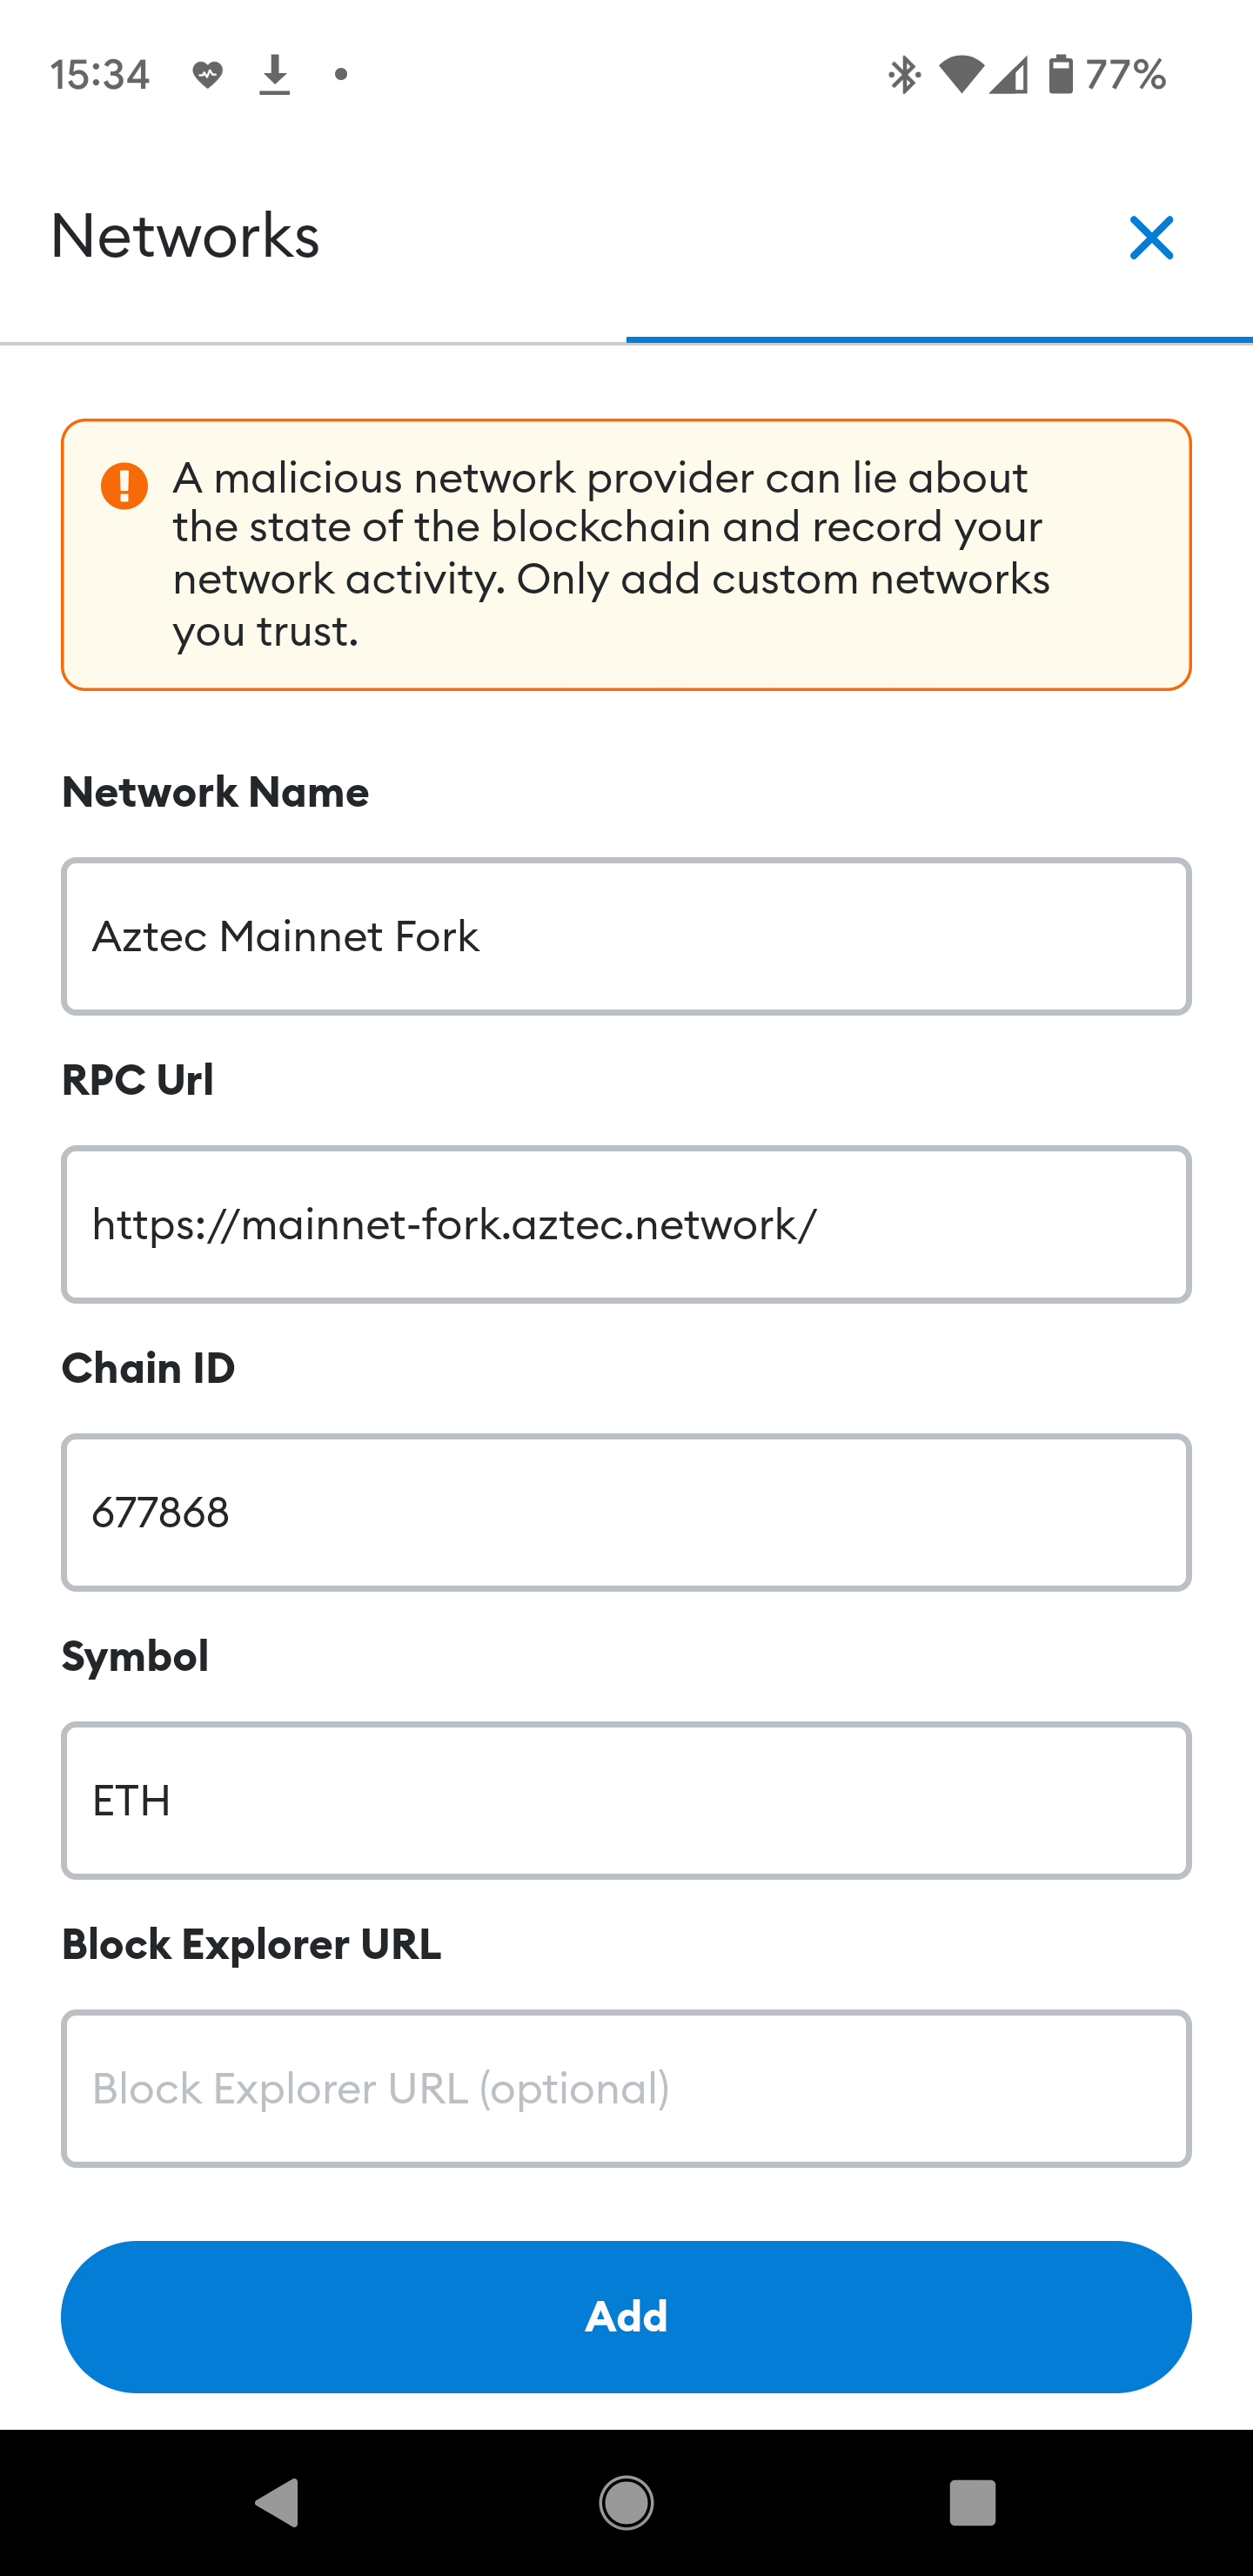 15:34
77%
Networks
A malicious network provider can lie about
the state of the blockchain and record your
network activity. Only add custom networks
you trust.
Network Name
Aztec Mainnet Fork
RPC Url
https://mainnet-fork.aztec.network/
Chain ID
677868
Symbol
ETH
Block Explorer URL
Block Explorer URL (optional)
Add